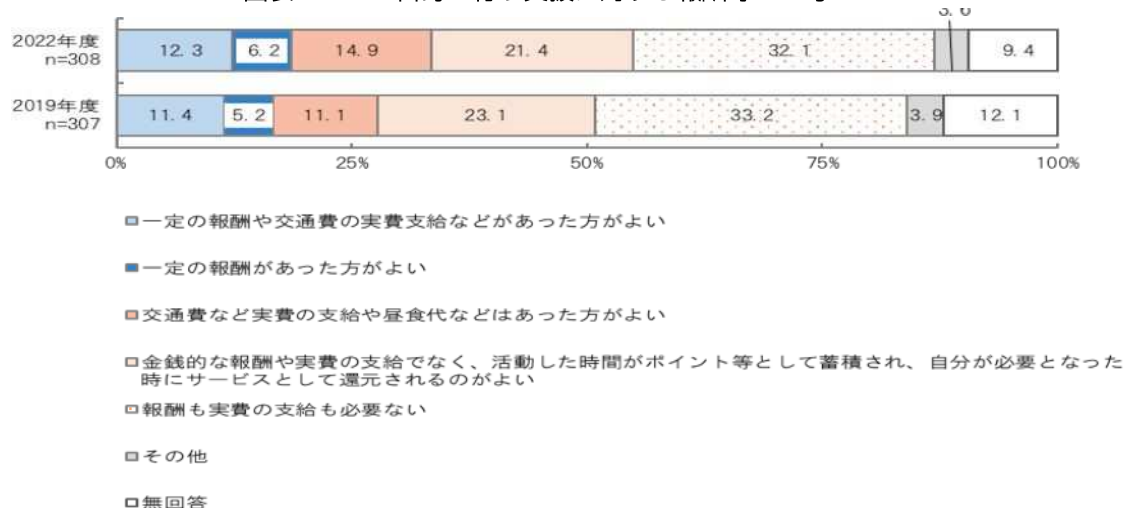 2022年度
n=308
12.3 6.2 14.9 21.4 32.1 9.4
2019年度
n=307
11.4 5.2 11.1 23.1 33.2 3.9 12.1
0% 25% 50% 75% 100%
一定の報酬や交通費の実費支給などがあった方がよい
一定の報酬があった方がよい
交通費など実費の支給や昼食代などはあった方がよい
金銭的な報酬や実費の支給でなく、活動した時間がポイント等として蓄積され、自分が必要となった
時にサービスとして還元されるのがよい
報酬も実費の支給も必要ない
その他
無回答